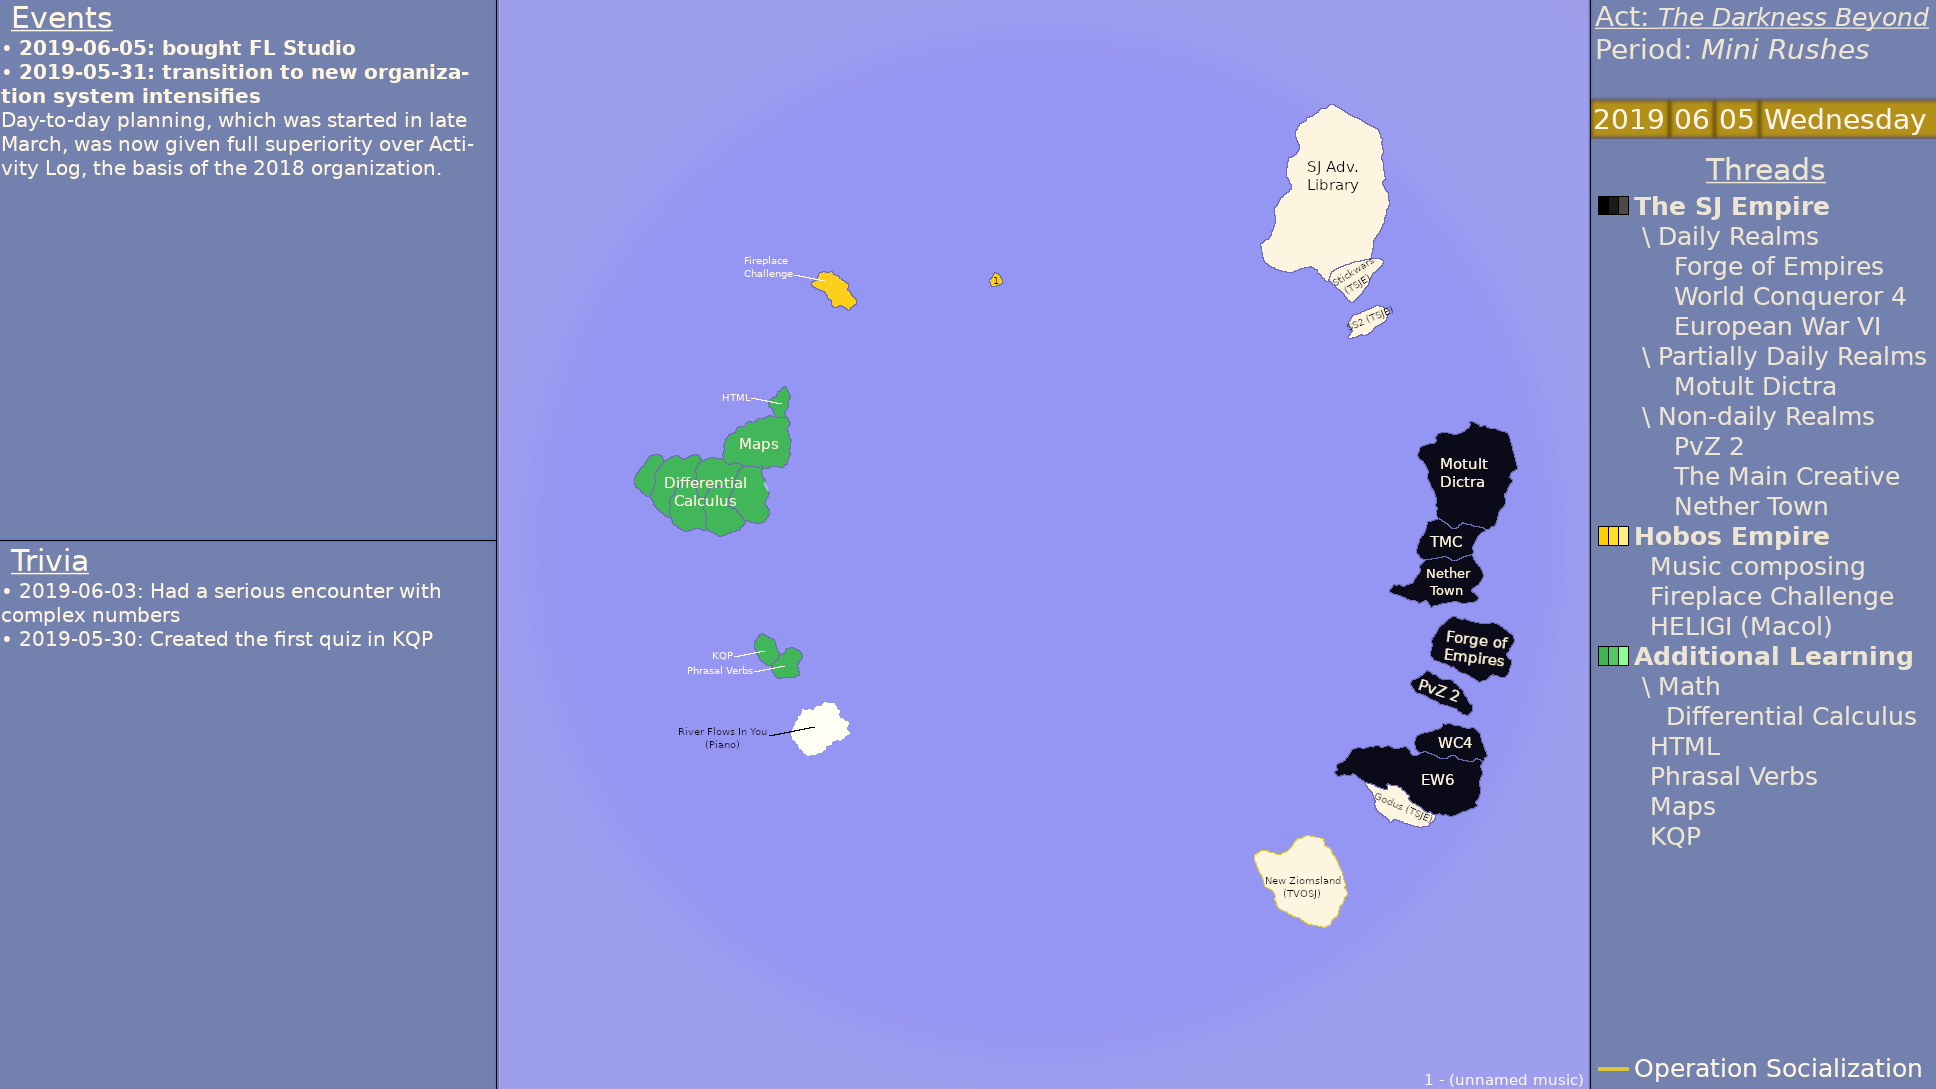 Events
• 2019-06-05: bought FL Studio
• 2019-05-31: transition to new organiza-
tion system intensifies
Day-to-day planning, which was started in late
March, was now given full superiority over Acti-
vity Log, the basis of the 2018 organization.
Trivia
• 2019-06-03: Had a serious encounter with
complex numbers
• 2019-05-30: Created the first quiz in KQP
SJ Adv.
Library
Stickwars
(TSJE)
SS2 (TSJE)
Fireplace
Challenge
1
HTML
Maps
Differential
Calculus
Motult
Dictra
TMC
Nether
Town
Forge of
Empires
PvZ 2
KQP
Phrasal Verbs
River Flows In You
(Piano)
WC4
EW6
Godus (TSJE)
New Ziomsland
(TVOSJ)
1 - (unnamed music)
Act: The Darkness Beyond
Period: Mini Rushes
2019 06 05 Wednesday
Threads
The SJ Empire
\ Daily Realms
Forge of Empires
World Conqueror 4
European War VI
\ Partially Daily Realms
Motult Dictra
\ Non-daily Realms
PvZ 2
The Main Creative
Nether Town
Hobos Empire
Music composing
Fireplace Challenge
HELIGI (Macol)
Additional Learning
\ Math
Differential Calculus
HTML
Phrasal Verbs
Maps
KQP
Operation Socialization